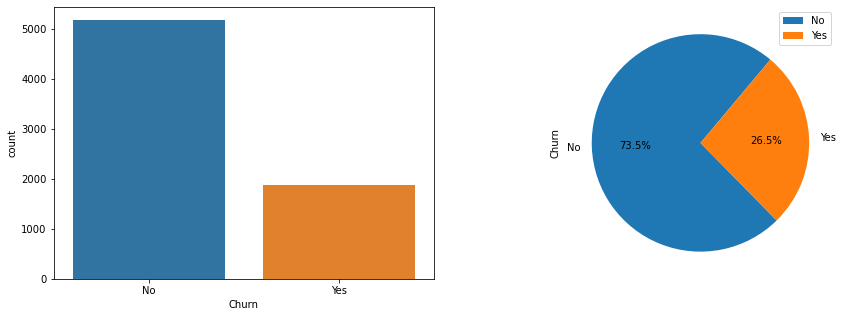 5000
4000
3000
2000
1000
0
count
No
Yes
Churn
No
Yes
Churn
No
73.5%
26.5%
Yes